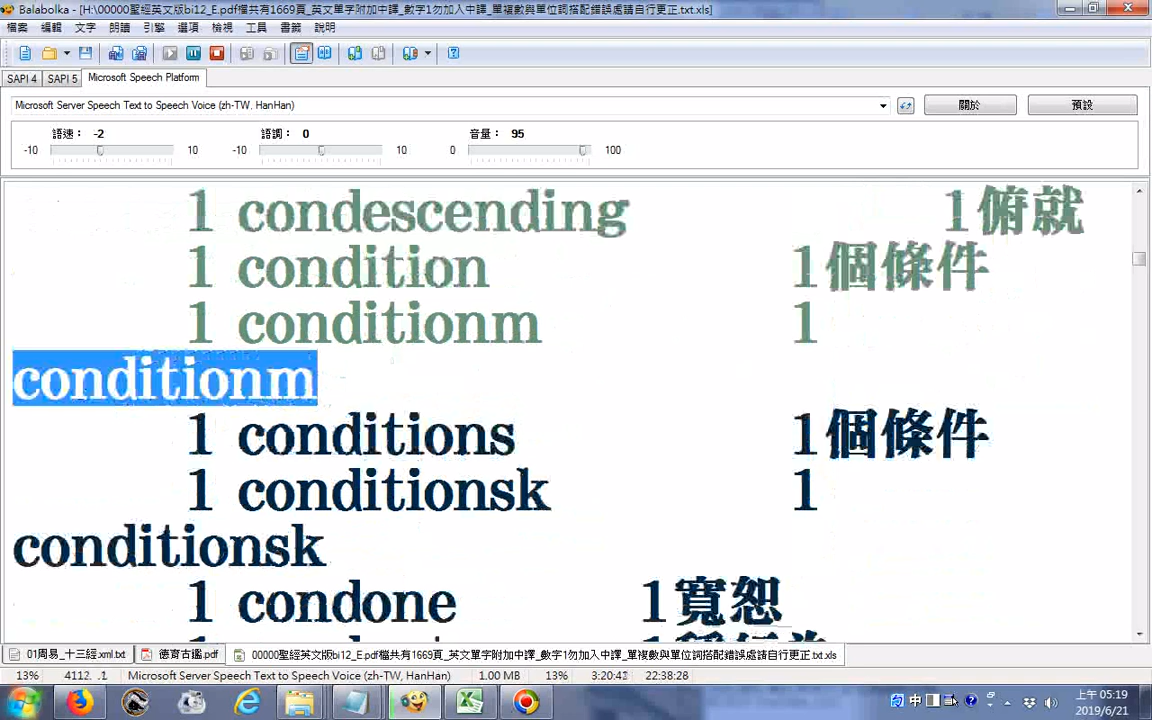 Balabolka - [H:\00000聖經英文版bi12_E.pdf檔共有1669頁_英文單字附加中譯_數字1勿加入中譯_單複數與單位詞搭配錯誤處請自行更正.txt.xls]
檔案 編輯 文字 朗讀 引擎 選項 檢視 工具 書籤 說明
SAPI 4 SAPI 5 Microsoft Speech Platform
Microsoft Server Speech Text to Speech Voice (zh-TW, HanHan) 關於 預設
語速： -2 語調： 0 音量： 95
-10 10 -10 10 0 100
1 condescending 1俯就
1 condition 1個條件
1 conditionm 1
conditionm
1 conditions 1個條件
1 conditionsk 1
conditionsk
1 condone 1寬恕
01周易_十三經.xml.txt 德育古鑑.pdf 00000聖經英文版bi12_E.pdf檔共有1669頁_英文單字附加中譯_數字1勿加入中譯_單複數與單位詞搭配錯誤處請自行更正.txt.xls
13% 4112. .1 Microsoft Server Speech Text to Speech Voice (zh-TW, HanHan) 1.00 MB 13% 3:20:42 22:38:28
中 上午 05:19
2019/6/21